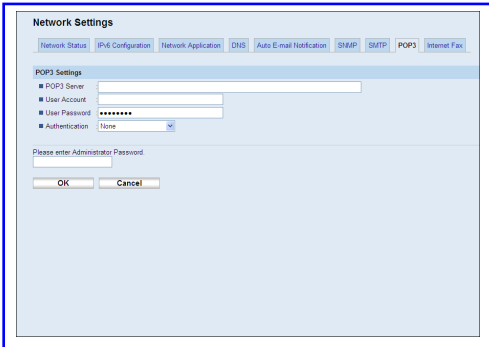 Network Settings
Network Status IPv6 Configuration Network Application DNS Auto E-mail Notification SNMP SMTP POP3 Internet Fax
POP3 Settings
POP3 Server :
User Account :
User Password : ••••••••
Authentication : None
Please enter Administrator Password.
OK Cancel